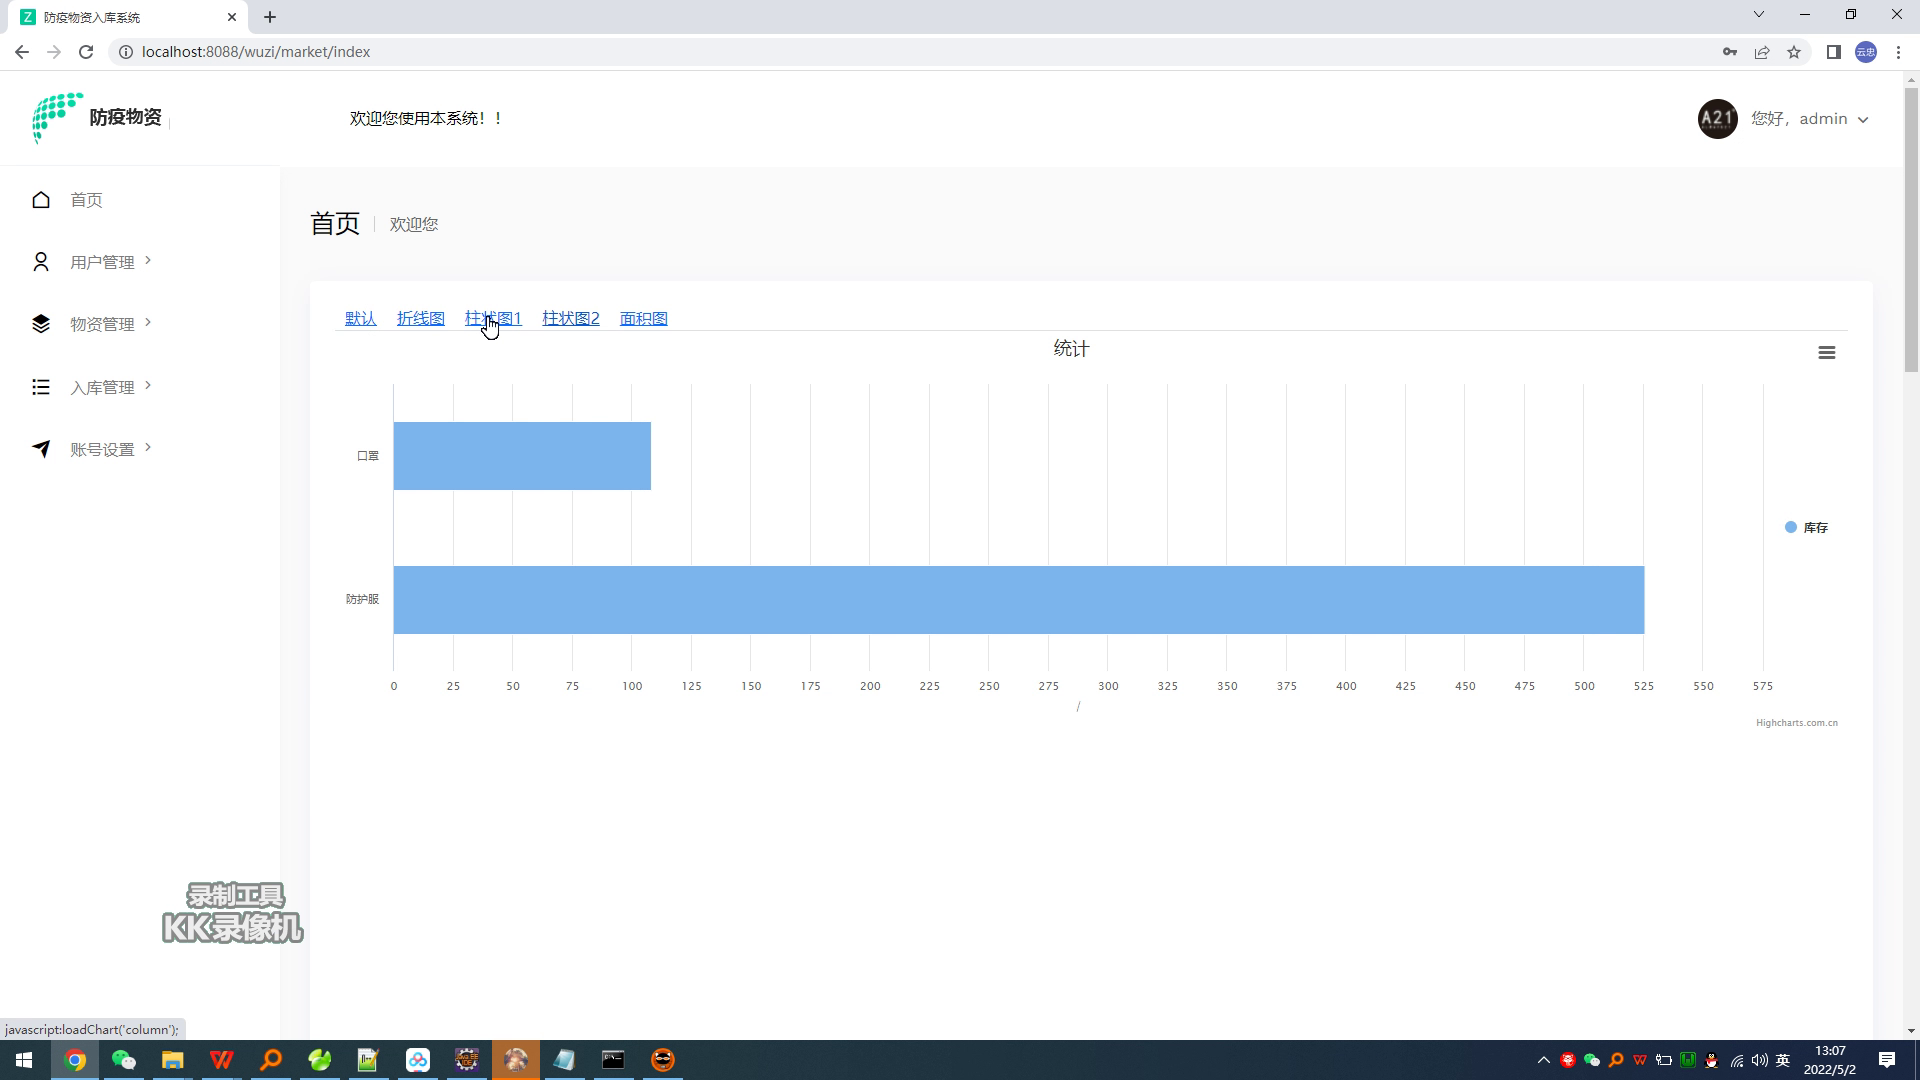 防疫物资入库系统
localhost:8088/wuzi/market/index
云忠
防疫物资
欢迎您使用本系统！！
A21
您好，admin
首页
用户管理
物资管理
入库管理
账号设置
首页
欢迎您
默认 折线图 柱状图1 柱状图2 面积图
统计
口罩
防护服
库存
0 25 50 75 100 125 150 175 200 225 250 275 300 325 350 375 400 425 450 475 500 525 550 575
/
Highcharts.com.cn
录制工具
KK录像机
javascript:loadChart('column');
英
13:07
2022/5/2